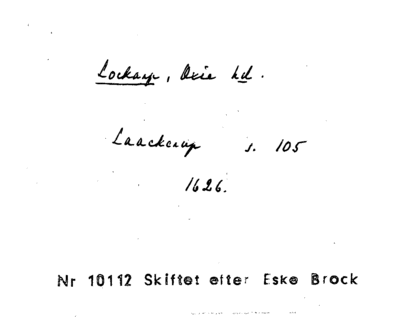 Lockarp, Oxie hd.
Laackerup s. 105
1626.
Nr 10112 Skiftet efter Eske Brock